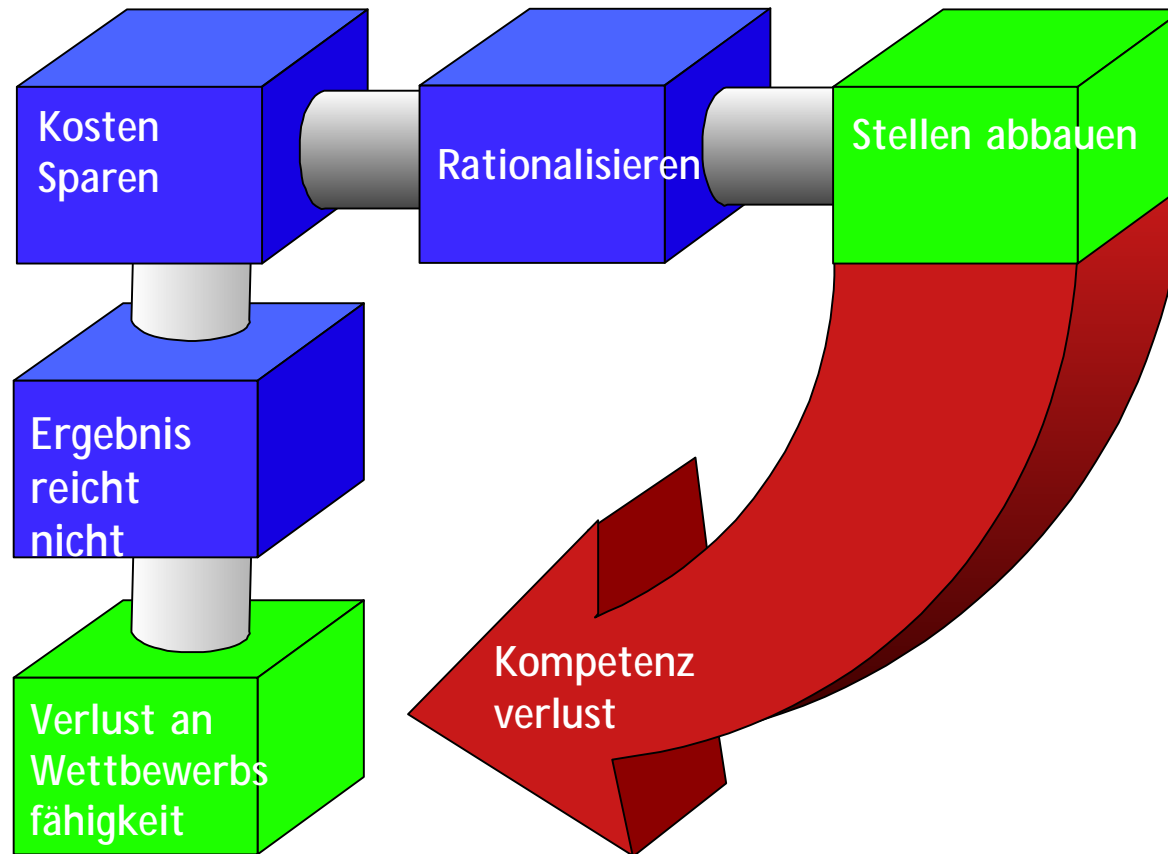 Kosten
Sparen
Rationalisieren
Stellen abbauen
Ergebnis
reicht
nicht
Kompetenz
verlust
Verlust an
Wettbewerbs
fähigkeit